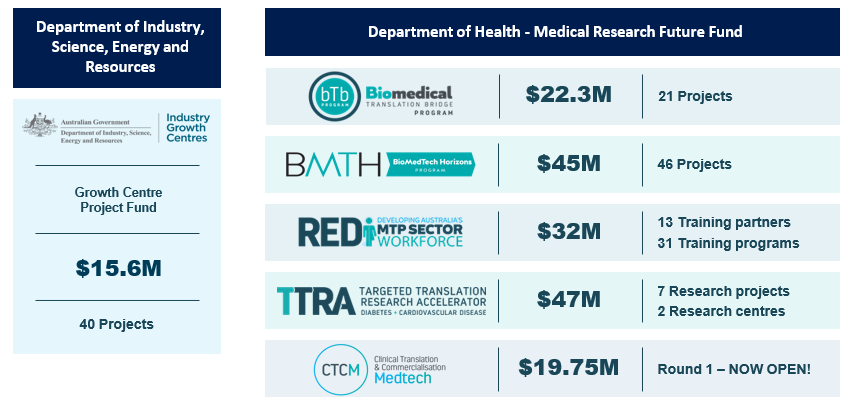 Department of Industry,
Science, Energy and
Resources
Australian Government
Department of Industry, Science,
Energy and Resources
Industry
Growth
Centres
Growth Centre
Project Fund
$15.6M
40 Projects
Department of Health - Medical Research Future Fund
bTb
PROGRAM
Biomedical
TRANSLATION BRIDGE
PROGRAM
$22.3M
21 Projects
BMTH
BioMedTech Horizons
PROGRAM
$45M
46 Projects
REDi
DEVELOPING AUSTRALIA'S
MTP SECTOR
WORKFORCE
$32M
13 Training partners
31 Training programs
TTRA
TARGETED TRANSLATION
RESEARCH ACCELERATOR
DIABETES + CARDIOVASCULAR DISEASE
$47M
7 Research projects
2 Research centres
CTCM
Clinical Translation
& Commercialisation
Medtech
$19.75M
Round 1 – NOW OPEN!